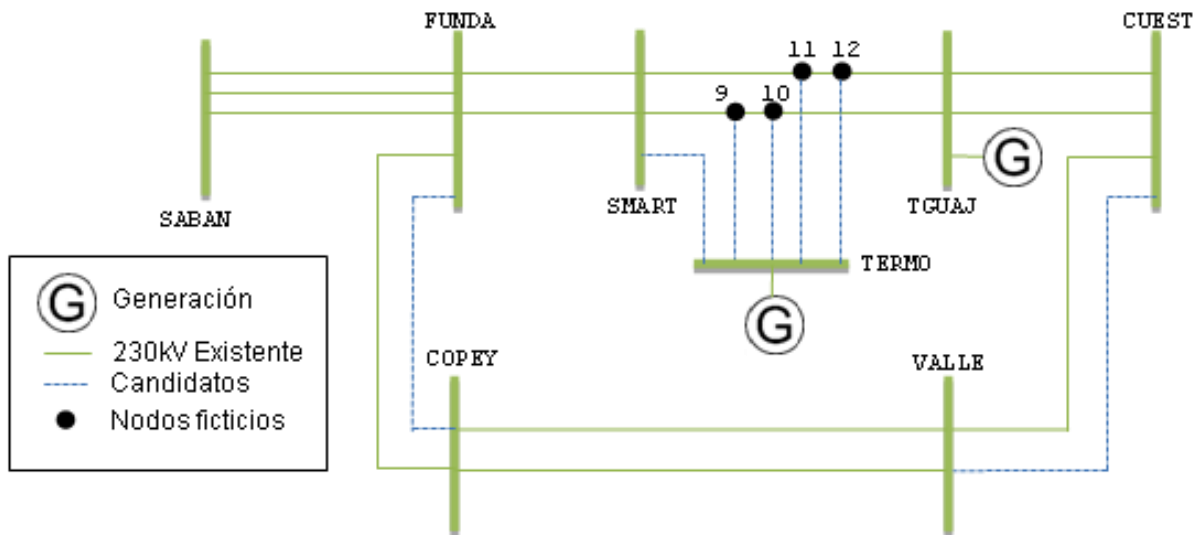 FUNDA
CUEST
11 12
9 10
SABAN
SMART
TGUAJ
G
TERMO
G
G Generación
230kV Existente
Candidatos
Nodos ficticios
COPEY
VALLE